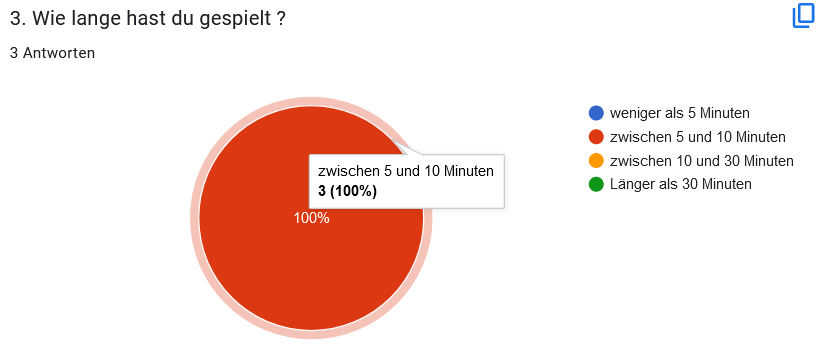 3. Wie lange hast du gespielt ?
3 Antworten
weniger als 5 Minuten
zwischen 5 und 10 Minuten
zwischen 10 und 30 Minuten
Länger als 30 Minuten
zwischen 5 und 10 Minuten
3 (100%)
100%